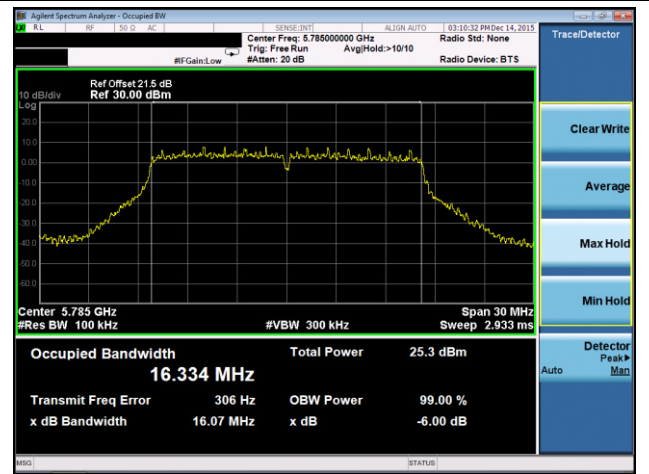 Agilent Spectrum Analyzer - Occupied BW
RL RF 50 Ω AC SENSE:INT ALIGN AUTO 03:10:32 PM Dec 14, 2015
Center Freq: 5.785000000 GHz Radio Std: None
Trig: Free Run Avg|Hold:>10/10
#IFGain:Low #Atten: 20 dB Radio Device: BTS
Trace/Detector
Ref Offset 21.5 dB
10 dB/div Ref 30.00 dBm
Log
20.0
10.0
0.00
-10.0
-20.0
-30.0
-40.0
-50.0
-60.0
Center 5.785 GHz Span 30 MHz
#Res BW 100 kHz #VBW 300 kHz Sweep 2.933 ms
Occupied Bandwidth Total Power 25.3 dBm
16.334 MHz
Transmit Freq Error 306 Hz OBW Power 99.00 %
x dB Bandwidth 16.07 MHz x dB -6.00 dB
Clear Write
Average
Max Hold
Min Hold
Detector
Peak▶
Auto Man
MSG STATUS